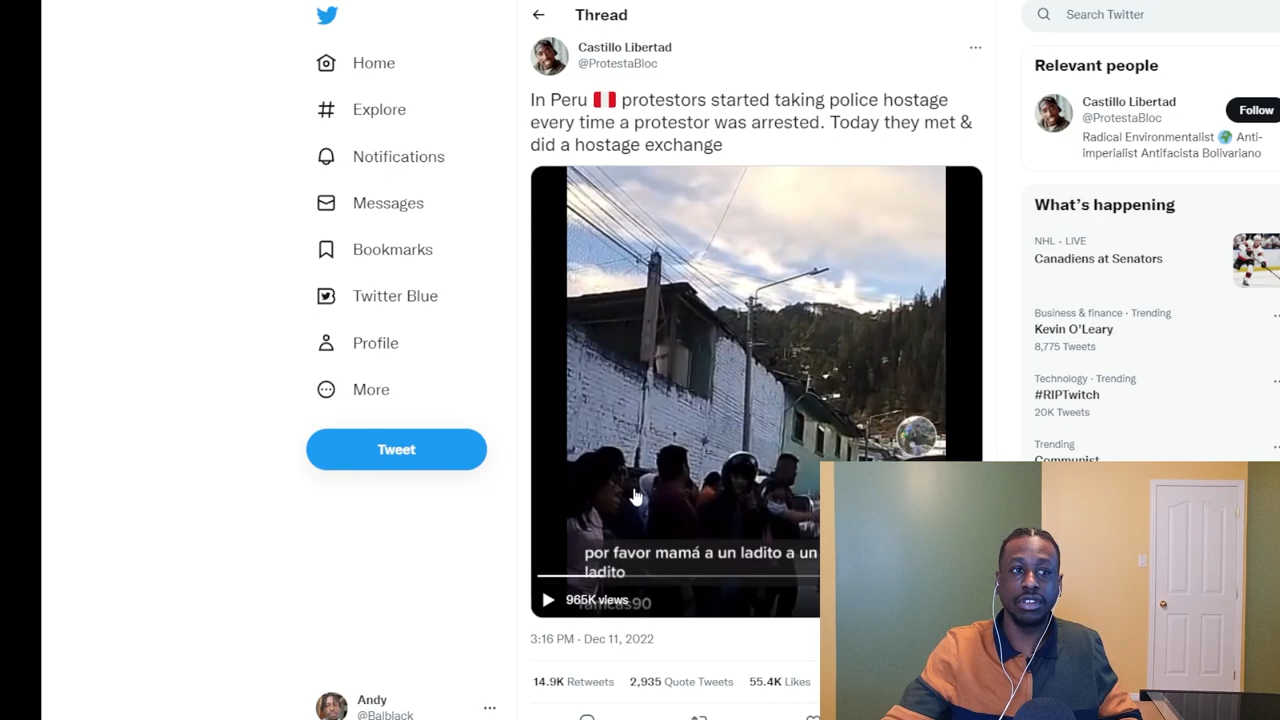 Home
Explore
Notifications
Messages
Bookmarks
Twitter Blue
Profile
More
Tweet
Andy
@Balblack
Thread
Castillo Libertad
@ProtestaBloc
In Peru 🇵🇪 protestors started taking police hostage
every time a protestor was arrested. Today they met &
did a hostage exchange
por favor mamá a un ladito a un
ladito
965K views
3:16 PM · Dec 11, 2022
14.9K Retweets 2,935 Quote Tweets 55.4K Likes
Search Twitter
Relevant people
Castillo Libertad
@ProtestaBloc
Follow
Radical Environmentalist 🌍 Anti-
imperialist Antifacista Bolivariano
What's happening
NHL · LIVE
Canadiens at Senators
Business & finance · Trending
Kevin O'Leary
8,775 Tweets
Technology · Trending
#RIPTwitch
20K Tweets
Trending
Communist